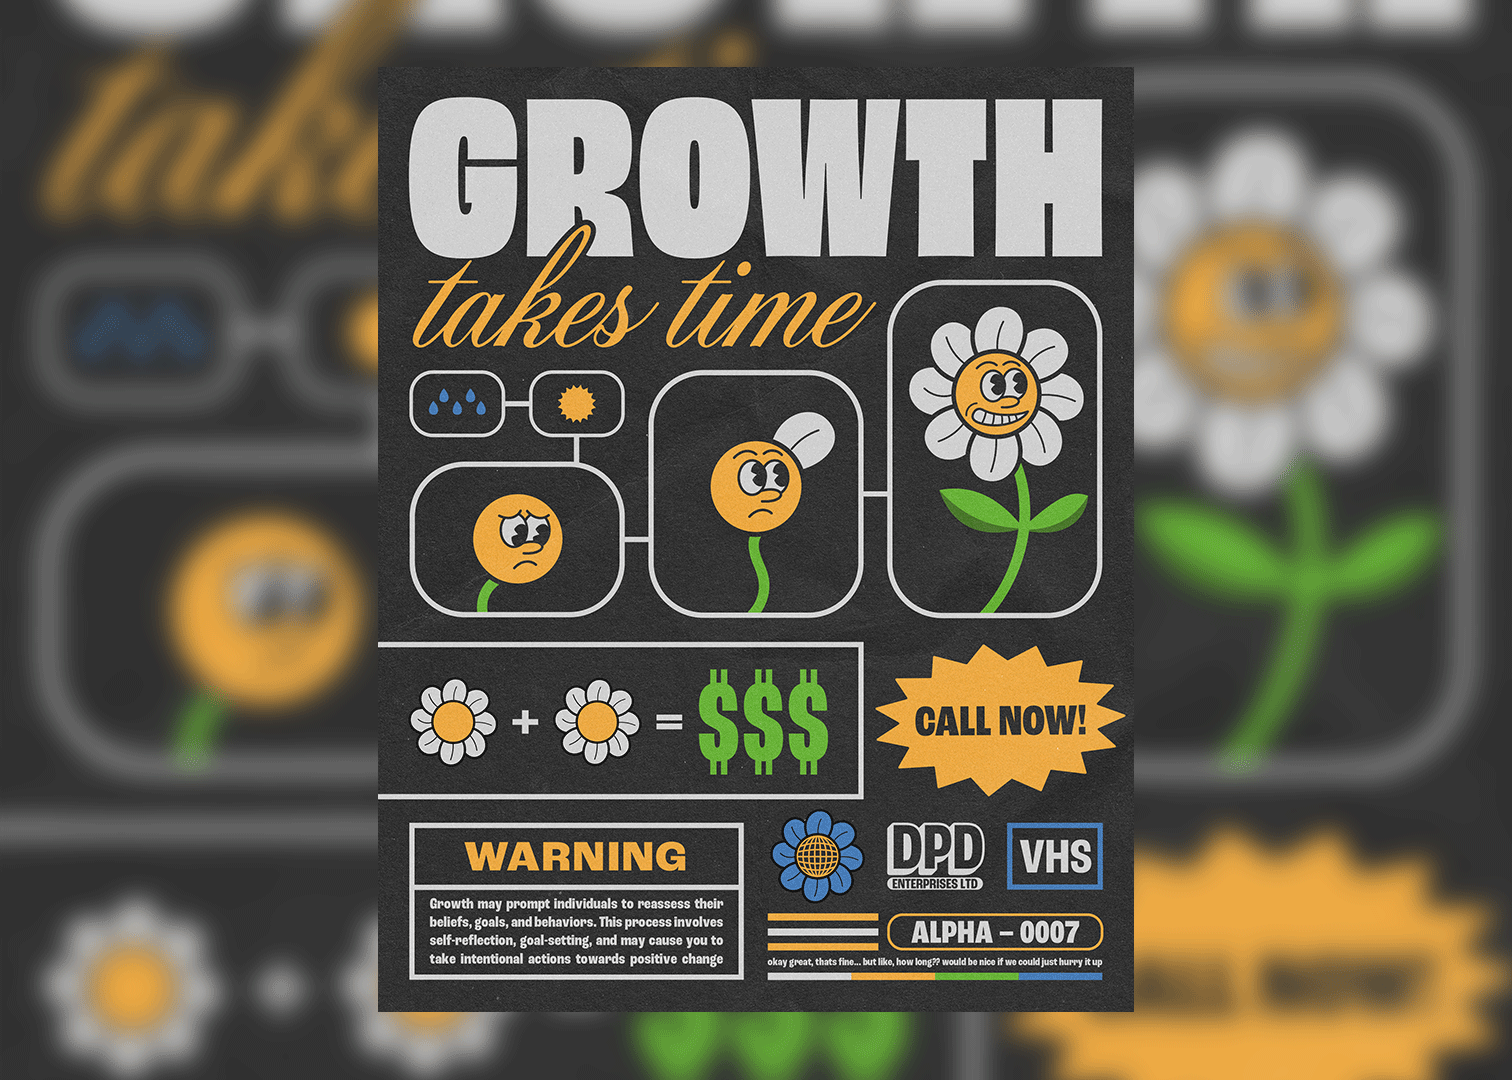 GROWTH
takes time
+ = $$$
CALL NOW!
WARNING
Growth may prompt individuals to reassess their
beliefs, goals, and behaviors. This process involves
self-reflection, goal-setting, and may cause you to
take intentional actions towards positive change
DPD
ENTERPRISES LTD
VHS
ALPHA – 0007
okay great, thats fine... but like, how long?? would be nice if we could just hurry it up